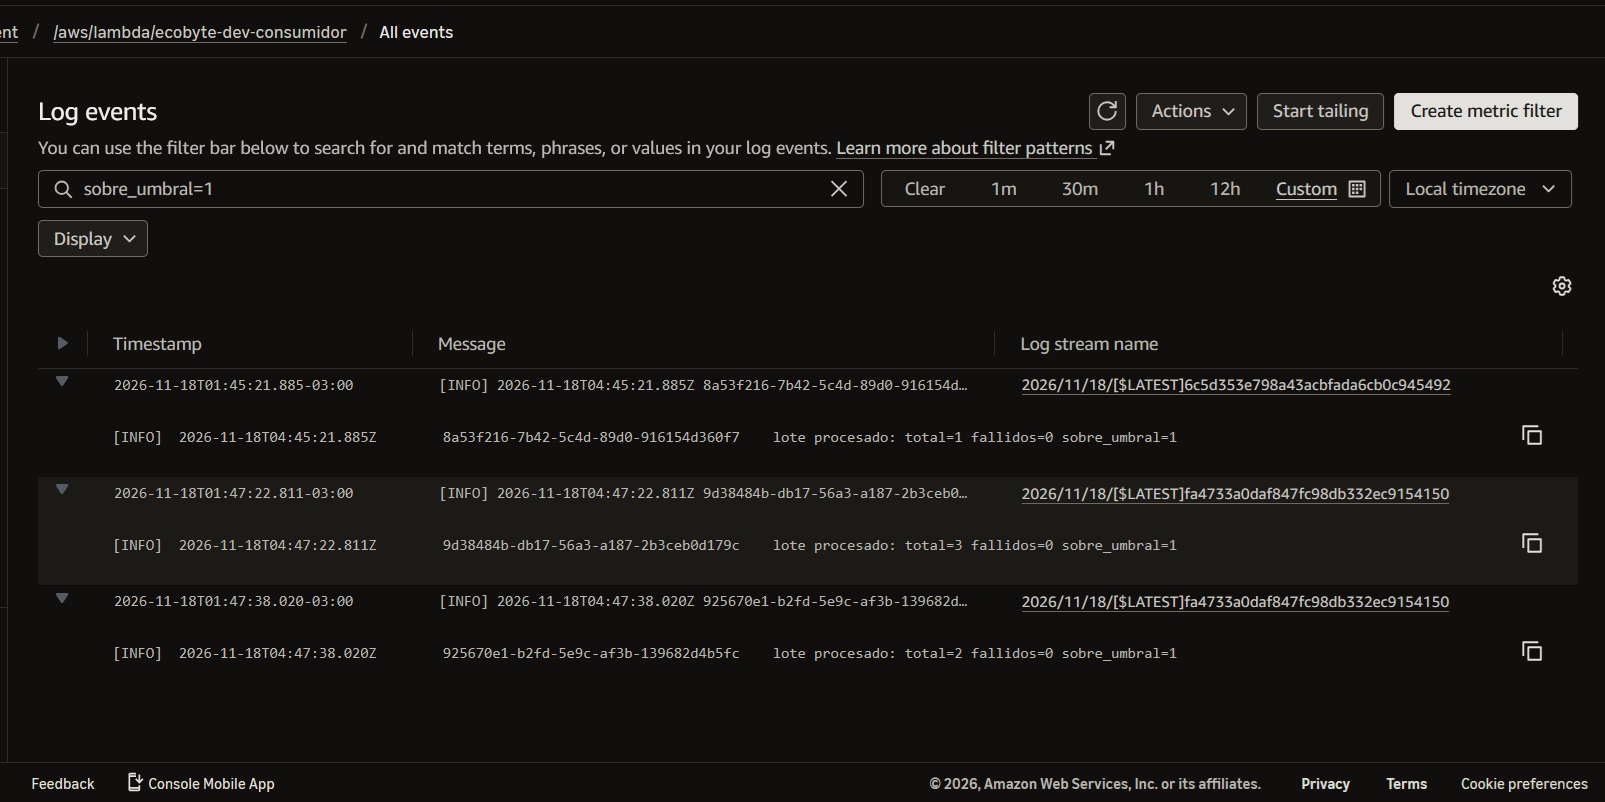 ent / /aws/lambda/ecobyte-dev-consumidor / All events
Log events
Actions
Start tailing
Create metric filter
You can use the filter bar below to search for and match terms, phrases, or values in your log events. Learn more about filter patterns
sobre_umbral=1
Clear 1m 30m 1h 12h Custom
Local timezone
Display
Timestamp Message Log stream name
2026-11-18T01:45:21.885-03:00 [INFO] 2026-11-18T04:45:21.885Z 8a53f216-7b42-5c4d-89d0-916154d… 2026/11/18/[$LATEST]6c5d353e798a43acbfada6cb0c945492
[INFO] 2026-11-18T04:45:21.885Z 8a53f216-7b42-5c4d-89d0-916154d360f7 lote procesado: total=1 fallidos=0 sobre_umbral=1
2026-11-18T01:47:22.811-03:00 [INFO] 2026-11-18T04:47:22.811Z 9d38484b-db17-56a3-a187-2b3ceb0… 2026/11/18/[$LATEST]fa4733a0daf847fc98db332ec9154150
[INFO] 2026-11-18T04:47:22.811Z 9d38484b-db17-56a3-a187-2b3ceb0d179c lote procesado: total=3 fallidos=0 sobre_umbral=1
2026-11-18T01:47:38.020-03:00 [INFO] 2026-11-18T04:47:38.020Z 925670e1-b2fd-5e9c-af3b-139682d… 2026/11/18/[$LATEST]fa4733a0daf847fc98db332ec9154150
[INFO] 2026-11-18T04:47:38.020Z 925670e1-b2fd-5e9c-af3b-139682d4b5fc lote procesado: total=2 fallidos=0 sobre_umbral=1
Feedback Console Mobile App © 2026, Amazon Web Services, Inc. or its affiliates. Privacy Terms Cookie preferences